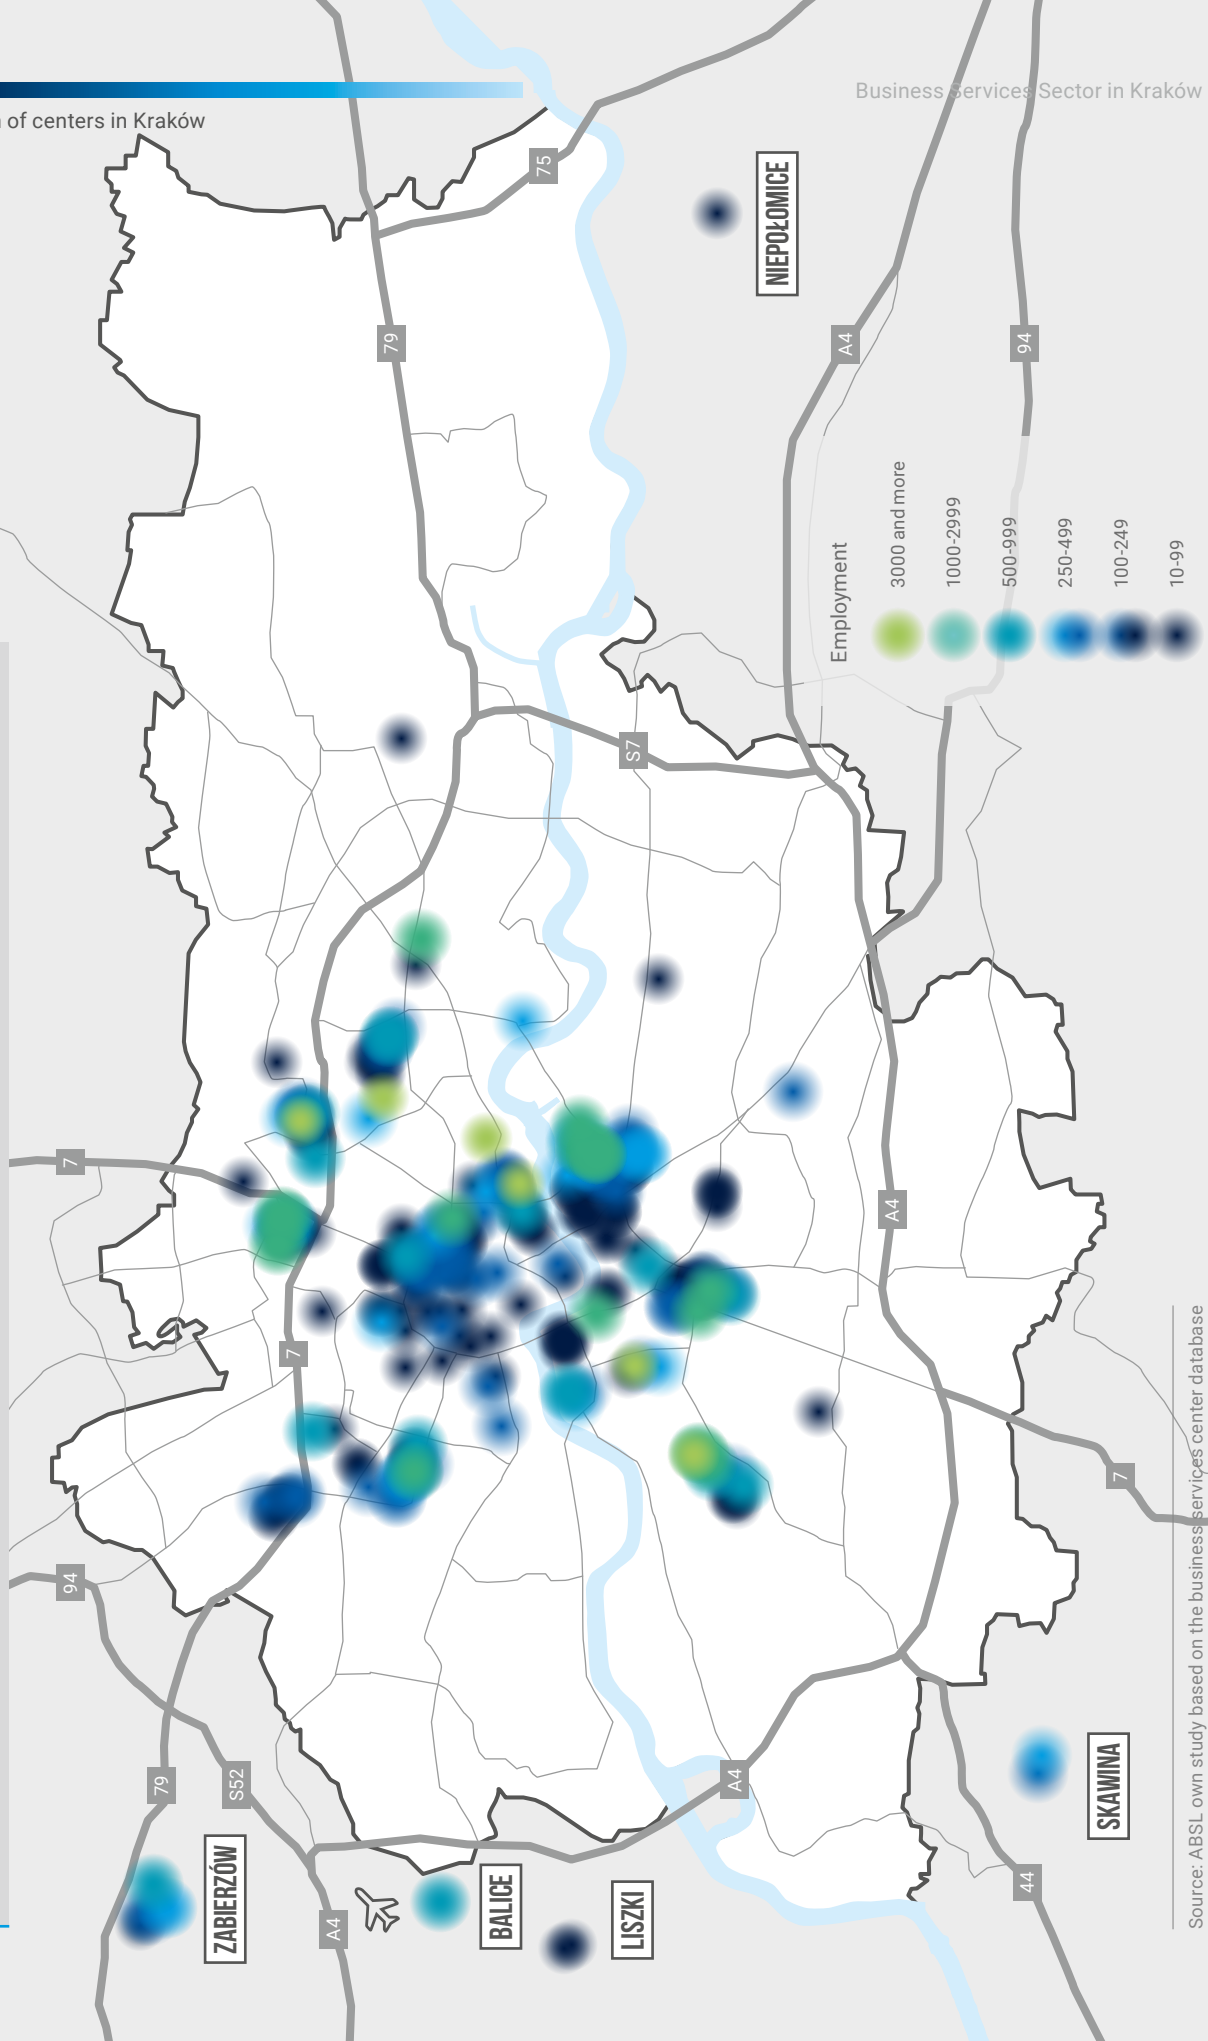 Business Services Sector in Kraków
of centers in Kraków
75
NIEPOŁOMICE
79
A4
94
Employment
3000 and more
1000-2999
500-999
250-499
100-249
10-99
S7
7
A4
7
7
94
79
S52
A4
ZABIERZÓW
A4
BALICE
LISZKI
SKAWINA
44
Source: ABSL own study based on the business services center database